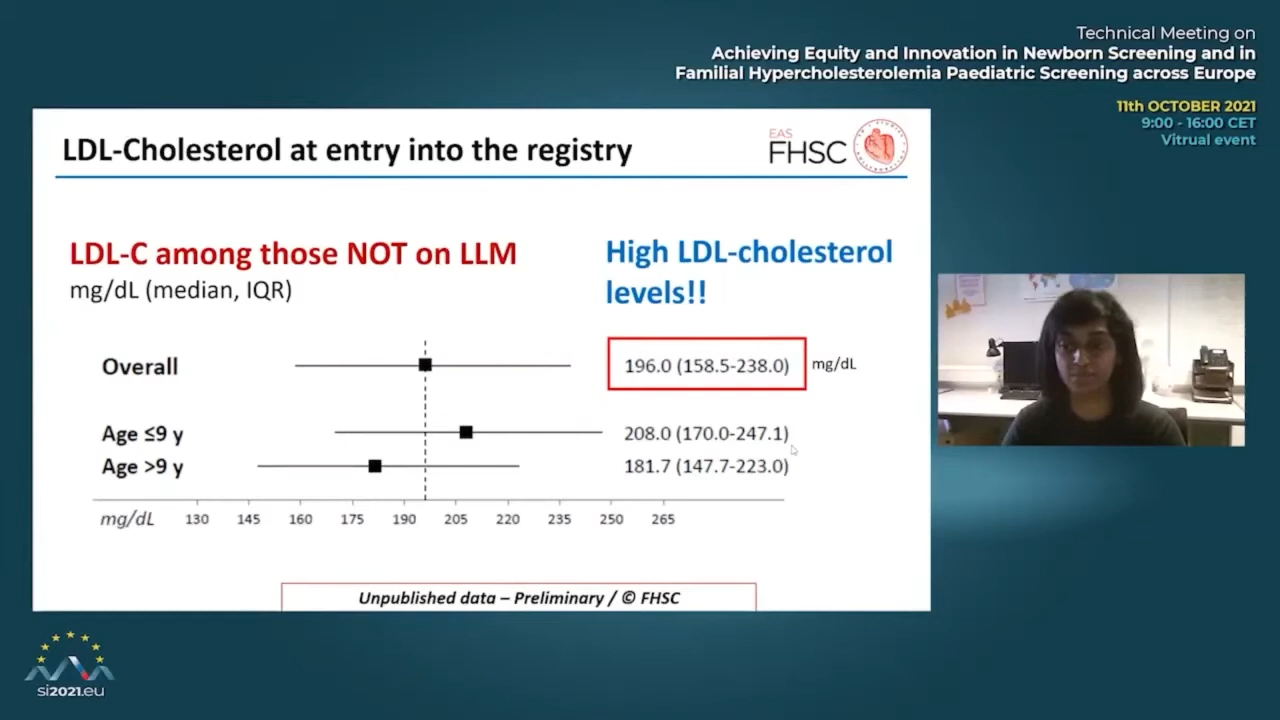 Technical Meeting on
Achieving Equity and Innovation in Newborn Screening and in
Familial Hypercholesterolemia Paediatric Screening across Europe
11th OCTOBER 2021
9:00 - 16:00 CET
Vitrual event
LDL-Cholesterol at entry into the registry
EAS
FHSC
LDL-C among those NOT on LLM
mg/dL (median, IQR)
High LDL-cholesterol
levels!!
Overall
196.0 (158.5-238.0) mg/dL
Age ≤9 y
208.0 (170.0-247.1)
Age >9 y
181.7 (147.7-223.0)
mg/dL 130 145 160 175 190 205 220 235 250 265
Unpublished data – Preliminary / © FHSC
si2021.eu